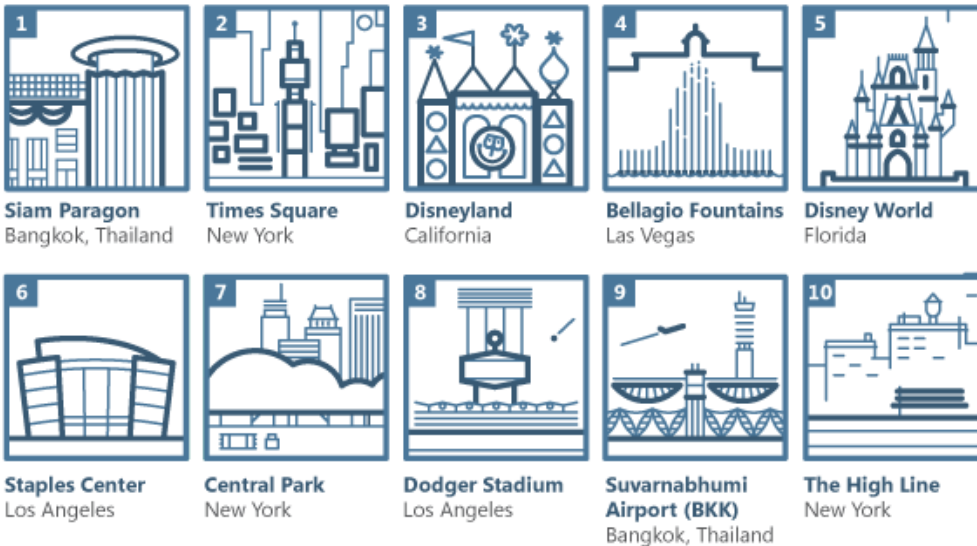 1
Siam Paragon
Bangkok, Thailand
2
Times Square
New York
3
Disneyland
California
4
Bellagio Fountains
Las Vegas
5
Disney World
Florida
6
Staples Center
Los Angeles
7
Central Park
New York
8
Dodger Stadium
Los Angeles
9
Suvarnabhumi
Airport (BKK)
Bangkok, Thailand
10
The High Line
New York